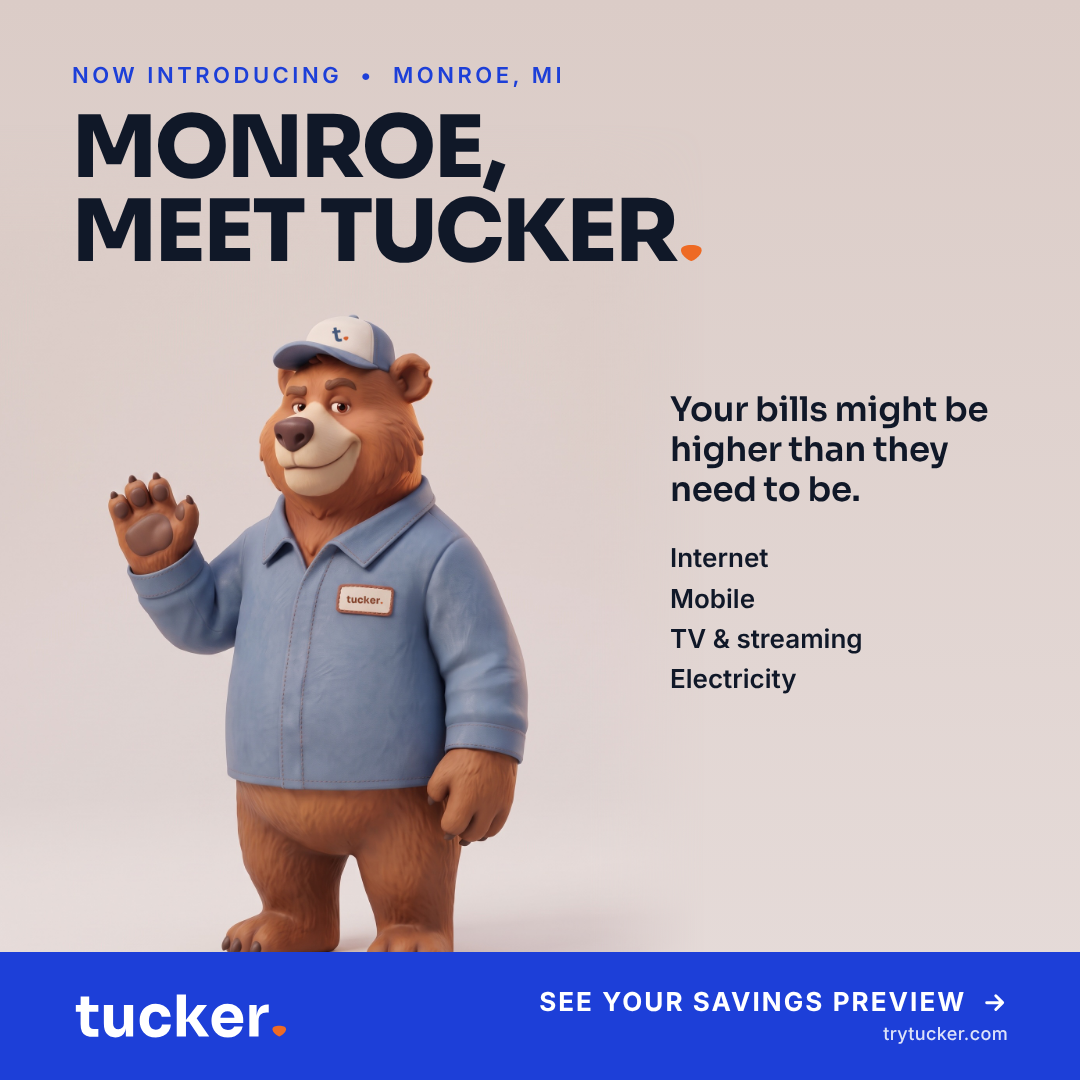 NOW INTRODUCING • MONROE, MI
MONROE,
MEET TUCKER.
t.
tucker.
Your bills might be
higher than they
need to be.
Internet
Mobile
TV & streaming
Electricity
tucker.
SEE YOUR SAVINGS PREVIEW →
trytucker.com